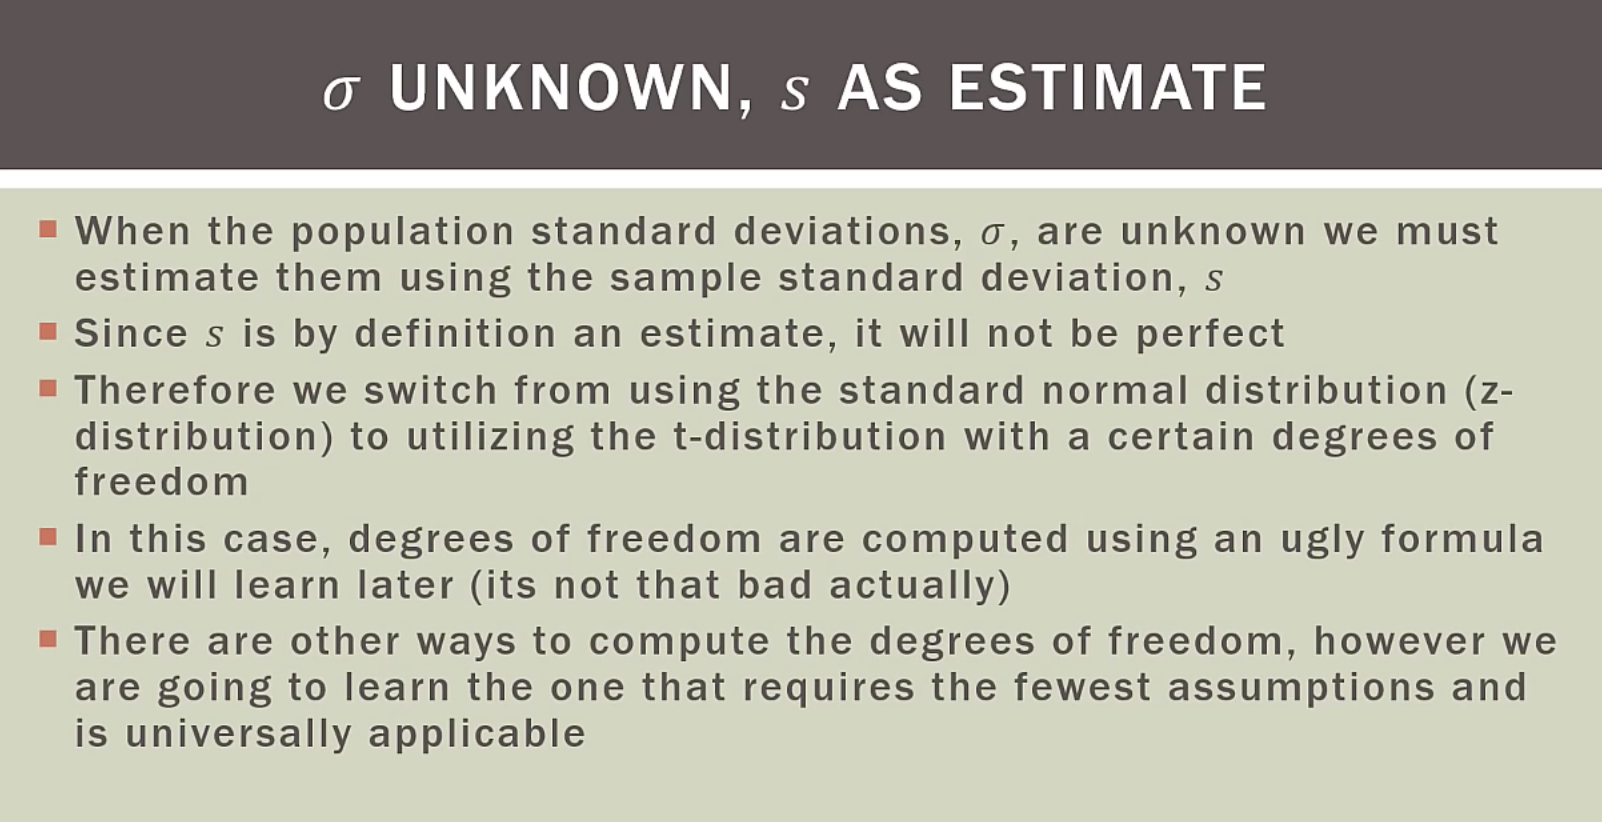 σ UNKNOWN, s AS ESTIMATE
When the population standard deviations, σ, are unknown we must
estimate them using the sample standard deviation, s
Since s is by definition an estimate, it will not be perfect
Therefore we switch from using the standard normal distribution (z-
distribution) to utilizing the t-distribution with a certain degrees of
freedom
In this case, degrees of freedom are computed using an ugly formula
we will learn later (its not that bad actually)
There are other ways to compute the degrees of freedom, however we
are going to learn the one that requires the fewest assumptions and
is universally applicable